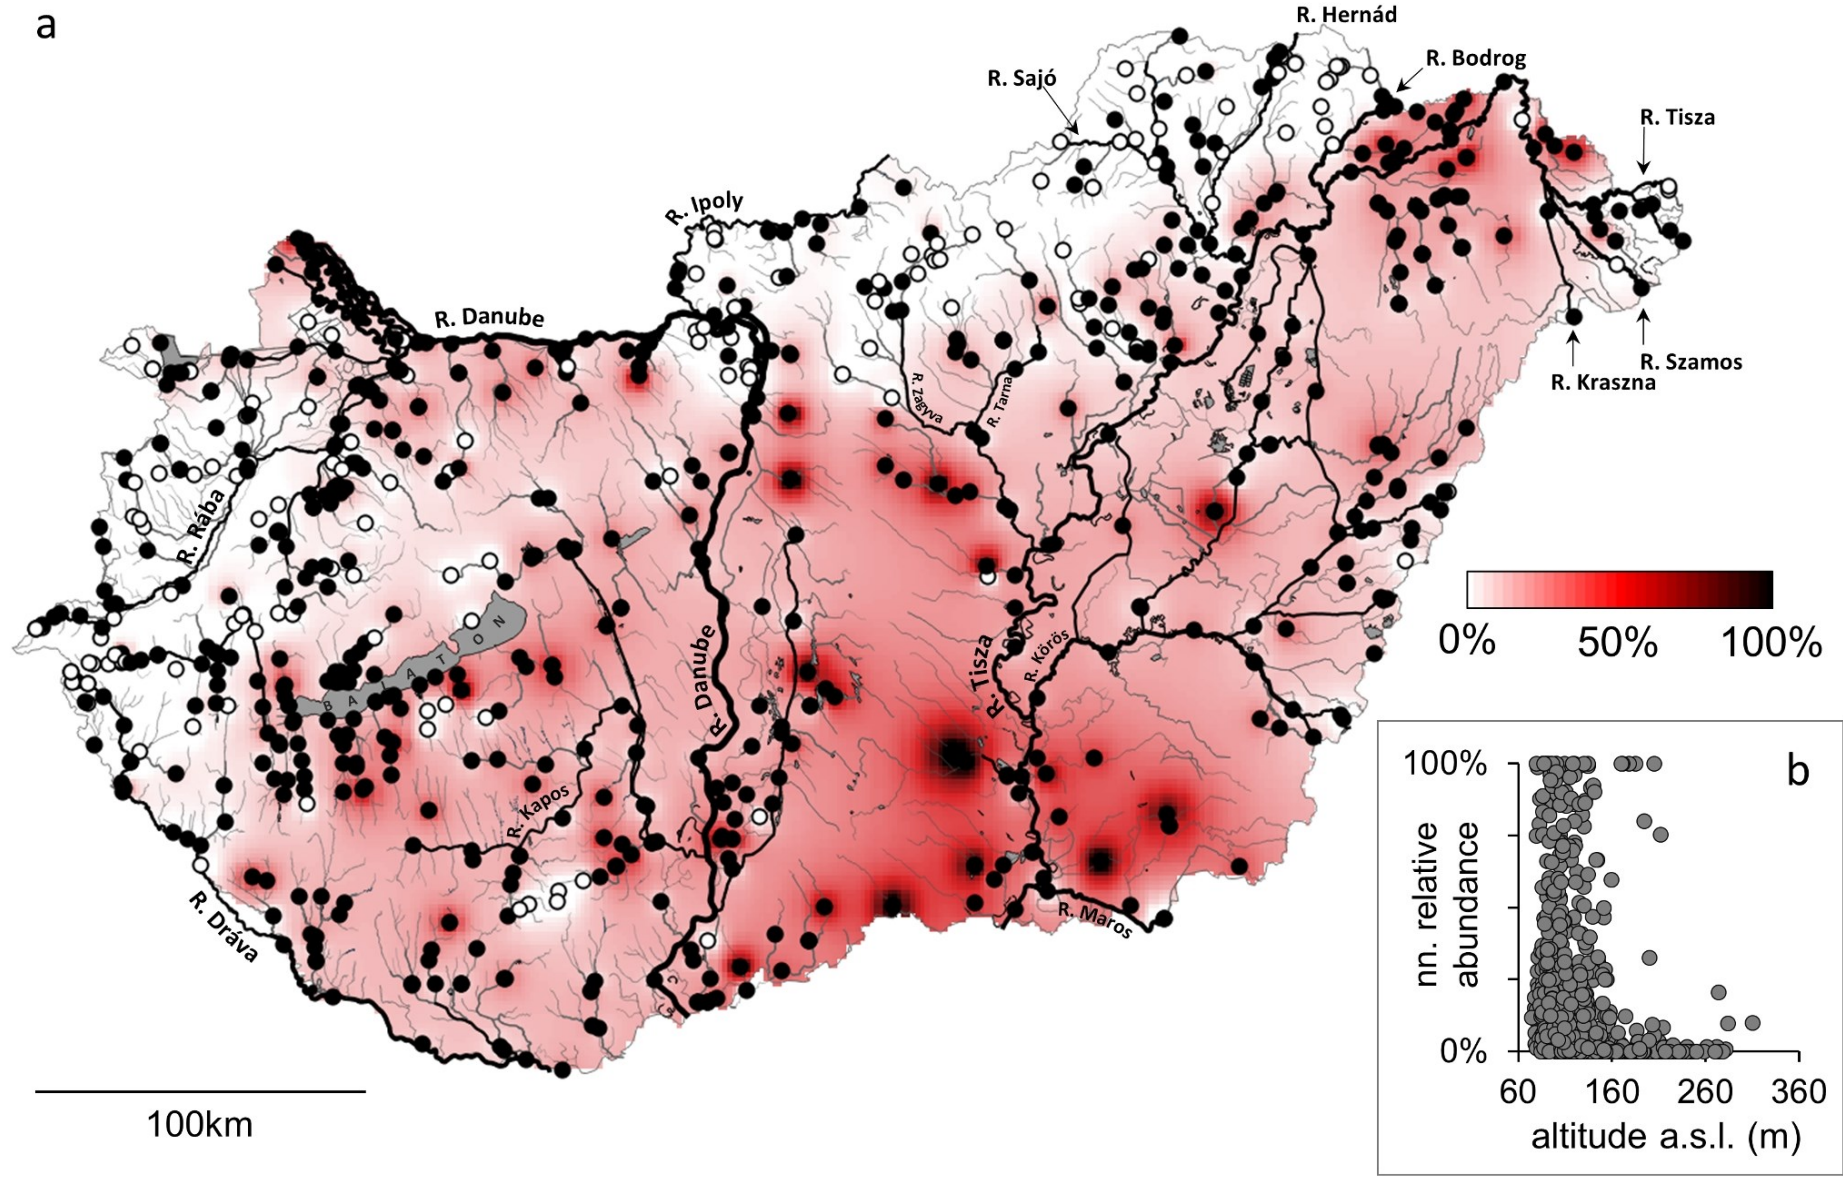 a
R. Hernád
R. Bodrog
R. Sajó
R. Tisza
R. Ipoly
R. Danube
R. Szamos
R. Kraszna
R. Zagyva
R. Tarna
R. Rába
0% 50% 100%
BALATON
R. Danube
R. Tisza
R. Körös
R. Kapos
R. Dráva
R. Maros
100km
b
100%
0%
nn. relative
abundance
60 160 260 360
altitude a.s.l. (m)